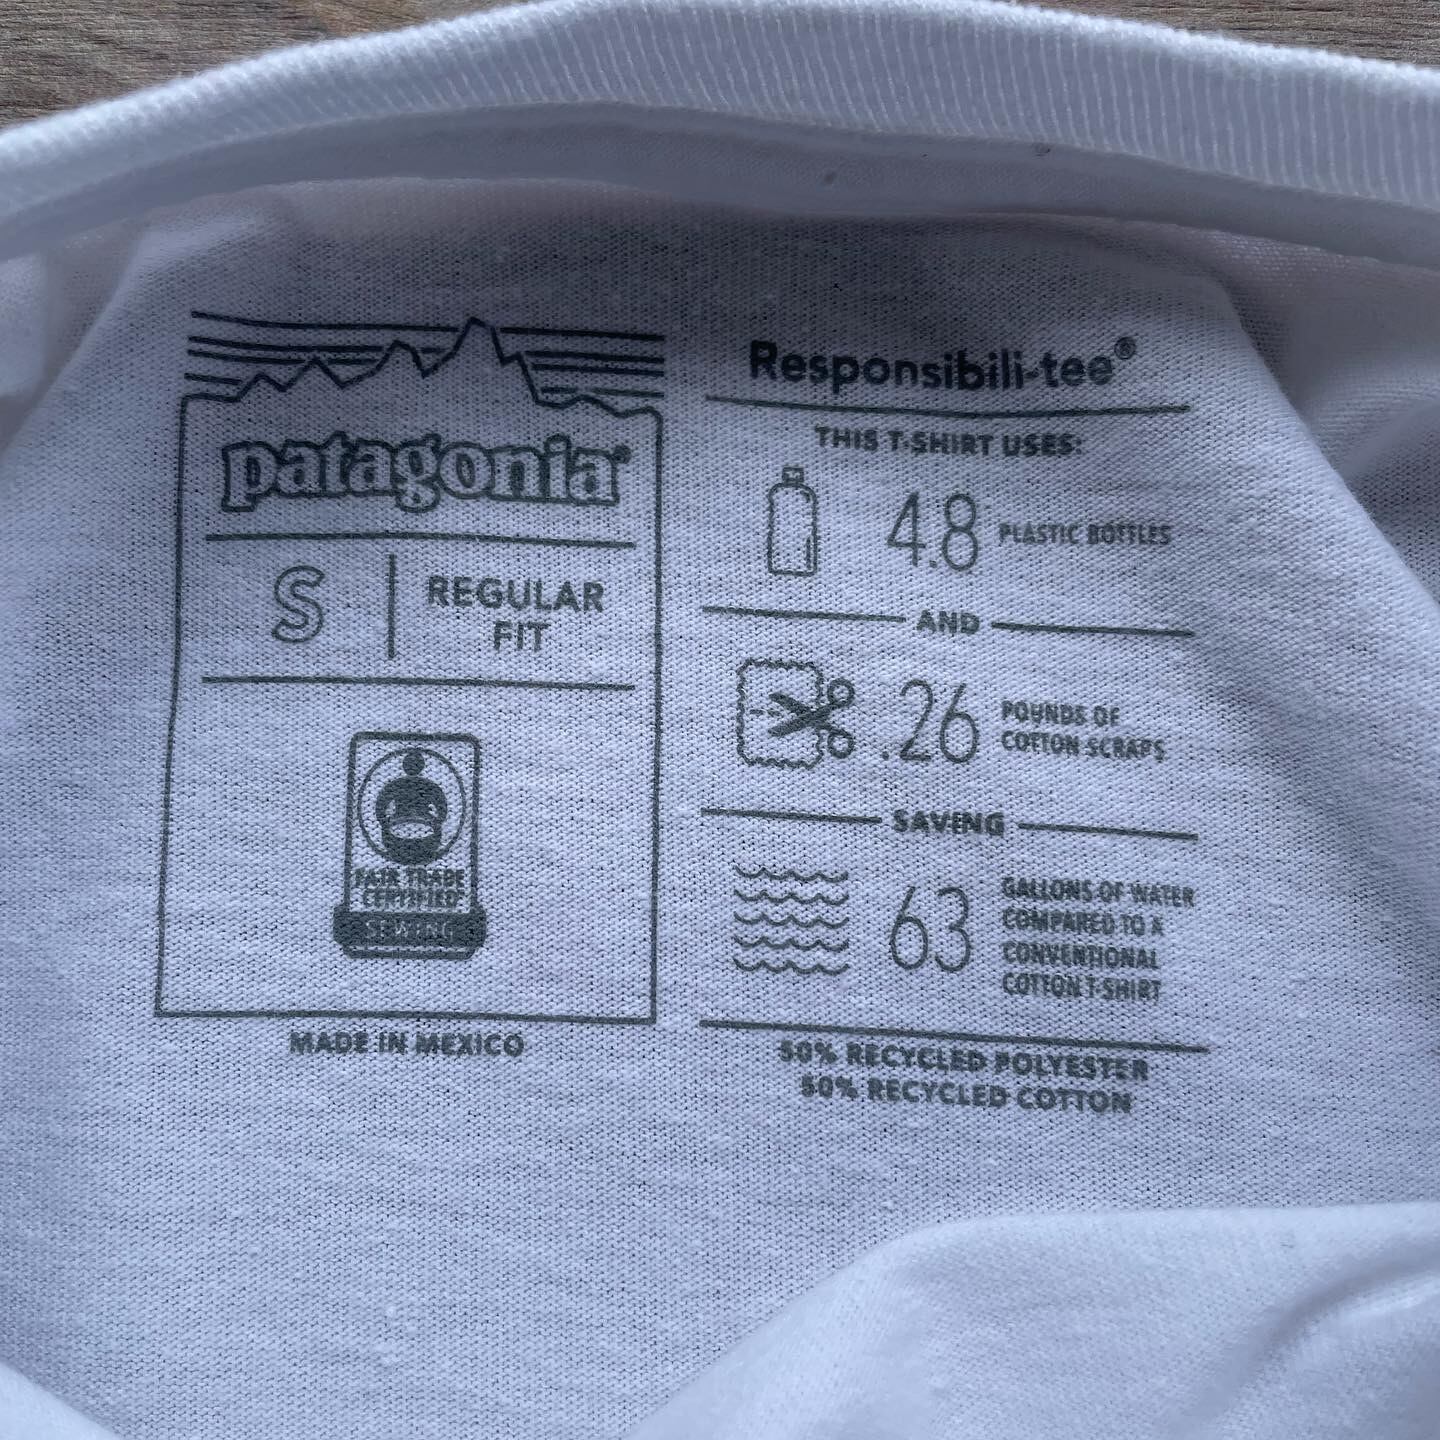 patagonia®
S
REGULAR
FIT
FAIR TRADE
CERTIFIED
SEWING
MADE IN MEXICO
Responsibili-tee®
THIS T-SHIRT USES:
4.8 PLASTIC BOTTLES
AND
.26 POUNDS OF
COTTON SCRAPS
SAVING
63 GALLONS OF WATER
COMPARED TO A
CONVENTIONAL
COTTON T-SHIRT
50% RECYCLED POLYESTER
50% RECYCLED COTTON